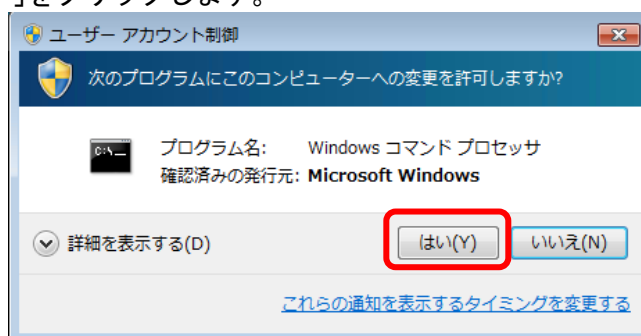 ]をクリックします。
ユーザー アカウント制御
次のプログラムにこのコンピューターへの変更を許可しますか?
C:\_
プログラム名: Windows コマンド プロセッサ
確認済みの発行元: Microsoft Windows
詳細を表示する(D) はい(Y) いいえ(N)
これらの通知を表示するタイミングを変更する